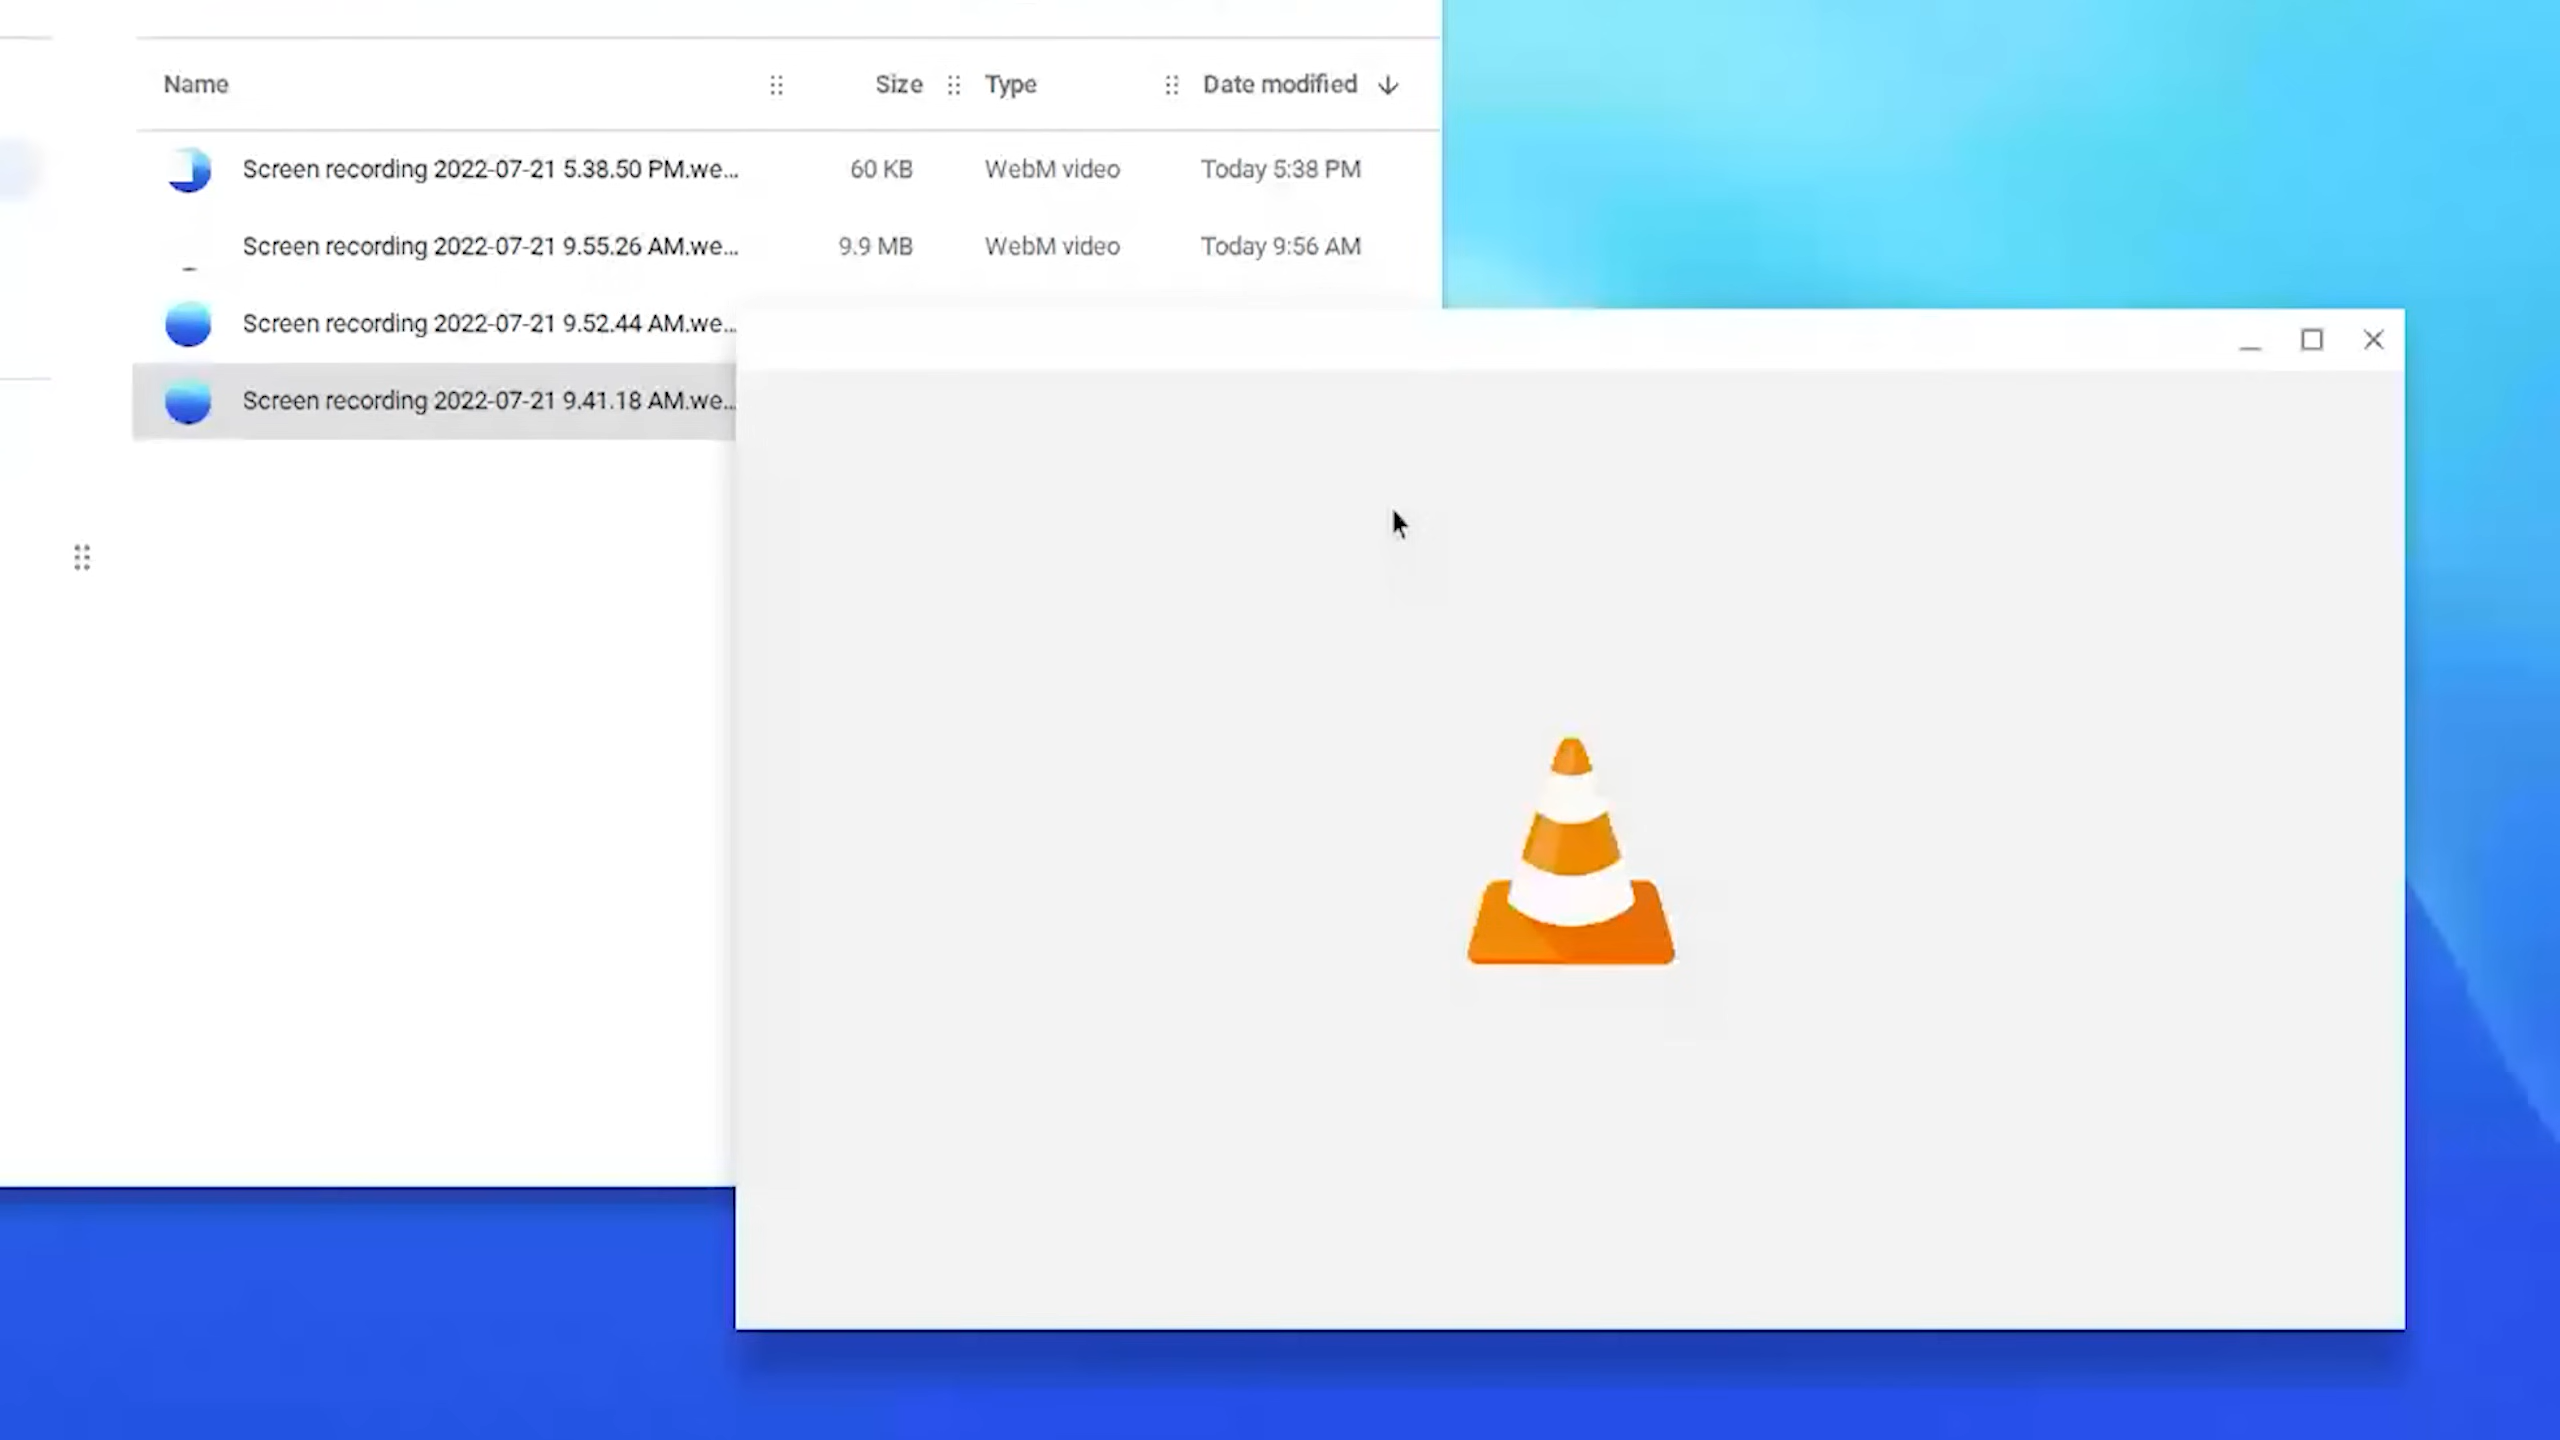 Name Size Type Date modified
Screen recording 2022-07-21 5.38.50 PM.we... 60 KB WebM video Today 5:38 PM
Screen recording 2022-07-21 9.55.26 AM.we... 9.9 MB WebM video Today 9:56 AM
Screen recording 2022-07-21 9.52.44 AM.we...
Screen recording 2022-07-21 9.41.18 AM.we...